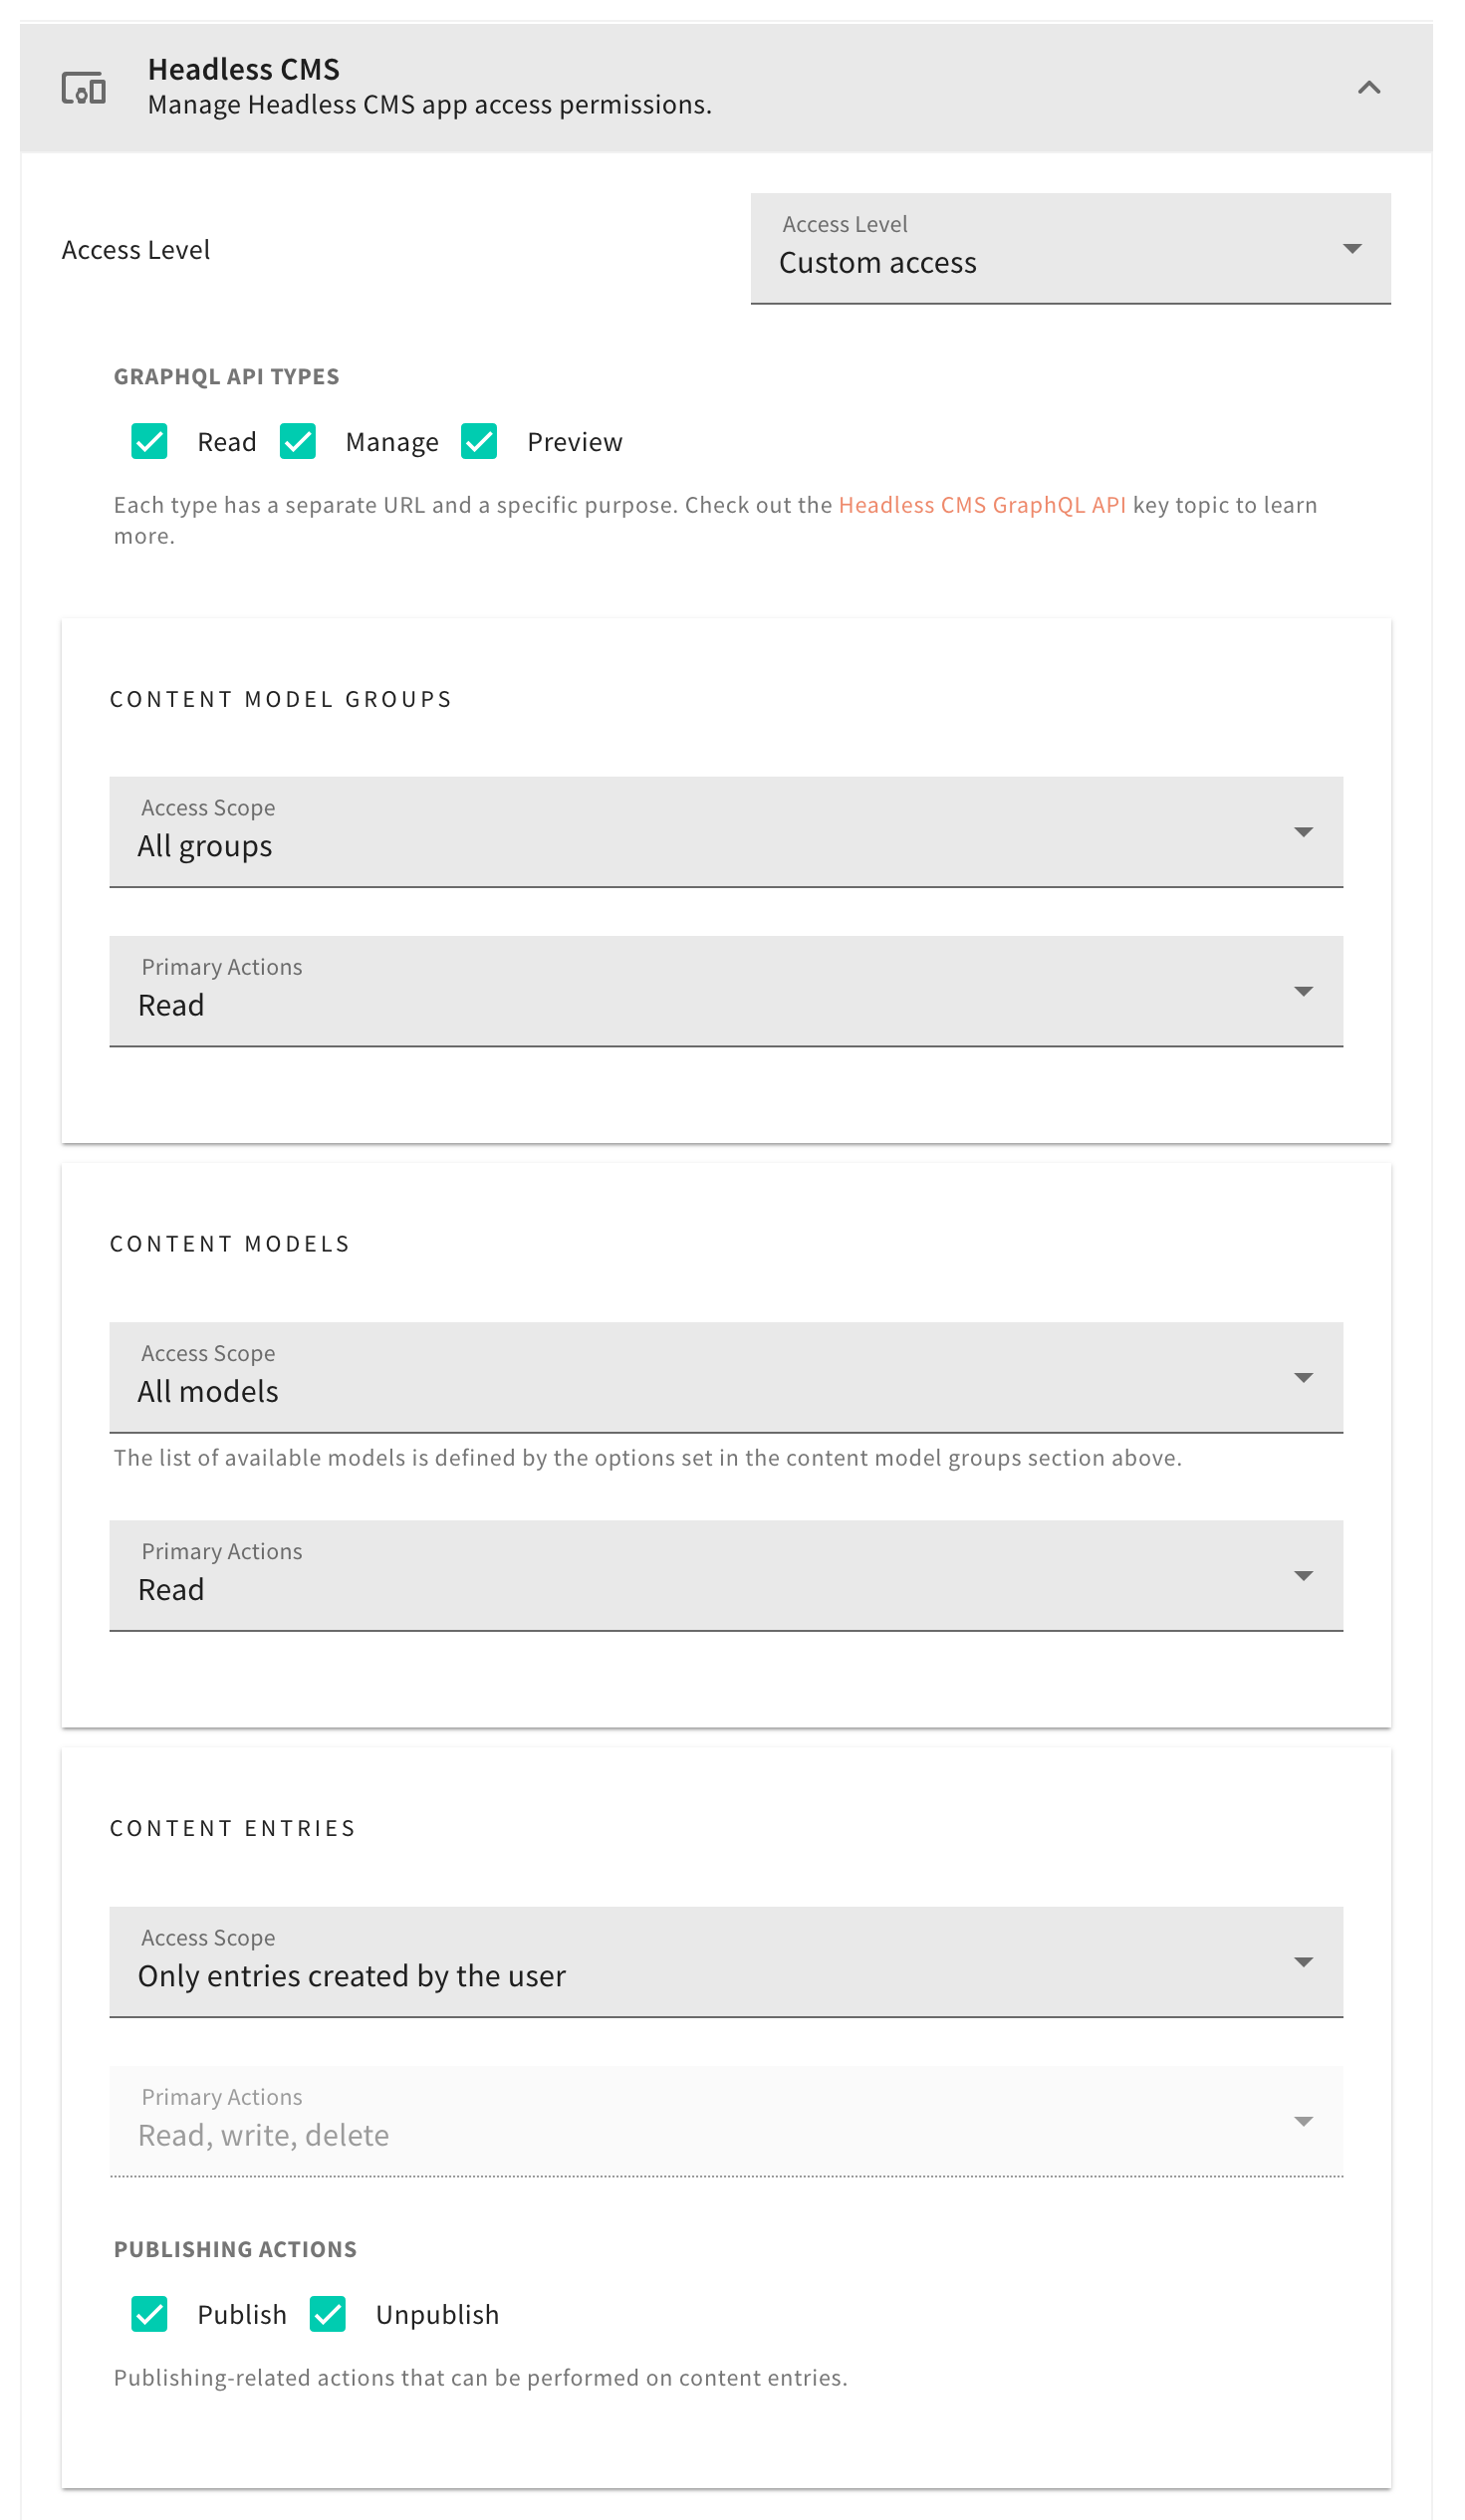 Headless CMS
Manage Headless CMS app access permissions.
Access Level
Access Level
Custom access
GRAPHQL API TYPES
Read Manage Preview
Each type has a separate URL and a specific purpose. Check out the Headless CMS GraphQL API key topic to learn
more.
CONTENT MODEL GROUPS
Access Scope
All groups
Primary Actions
Read
CONTENT MODELS
Access Scope
All models
The list of available models is defined by the options set in the content model groups section above.
Primary Actions
Read
CONTENT ENTRIES
Access Scope
Only entries created by the user
Primary Actions
Read, write, delete
PUBLISHING ACTIONS
Publish Unpublish
Publishing-related actions that can be performed on content entries.